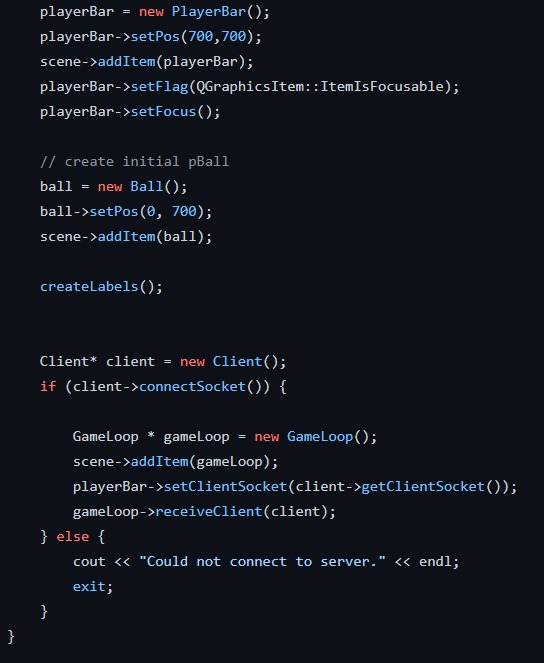 playerBar = new PlayerBar();
playerBar->setPos(700,700);
scene->addItem(playerBar);
playerBar->setFlag(QGraphicsItem::ItemIsFocusable);
playerBar->setFocus();
// create initial pBall
ball = new Ball();
ball->setPos(0, 700);
scene->addItem(ball);
createLabels();
Client* client = new Client();
if (client->connectSocket()) {
GameLoop * gameLoop = new GameLoop();
scene->addItem(gameLoop);
playerBar->setClientSocket(client->getClientSocket());
gameLoop->receiveClient(client);
} else {
cout << "Could not connect to server." << endl;
exit;
}
}